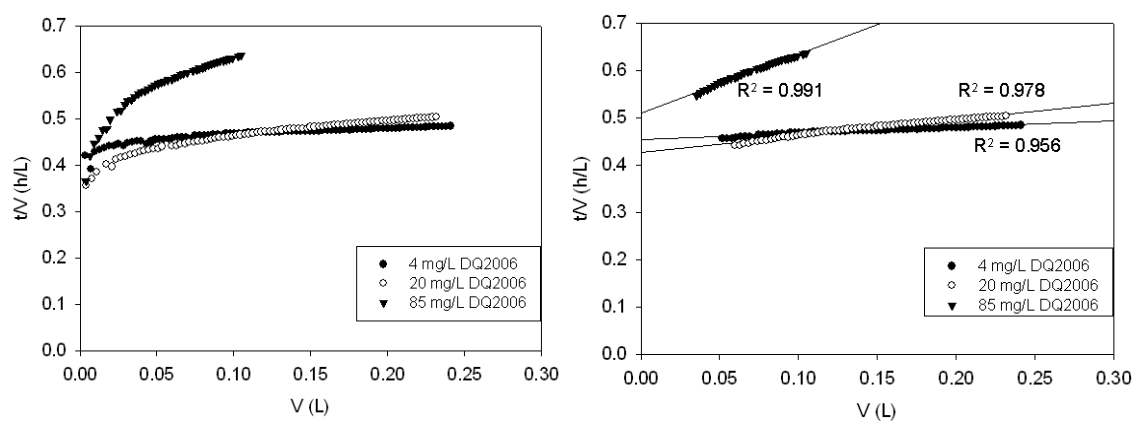 0.7
0.6
0.5
0.4
0.3
0.2
0.1
0.0
t/V (h/L)
4 mg/L DQ2006
20 mg/L DQ2006
85 mg/L DQ2006
0.00 0.05 0.10 0.15 0.20 0.25 0.30
V (L)
0.7
0.6
0.5
0.4
0.3
0.2
0.1
0.0
t/V (h/L)
R² = 0.991
R² = 0.978
R² = 0.956
4 mg/L DQ2006
20 mg/L DQ2006
85 mg/L DQ2006
0.00 0.05 0.10 0.15 0.20 0.25 0.30
V (L)